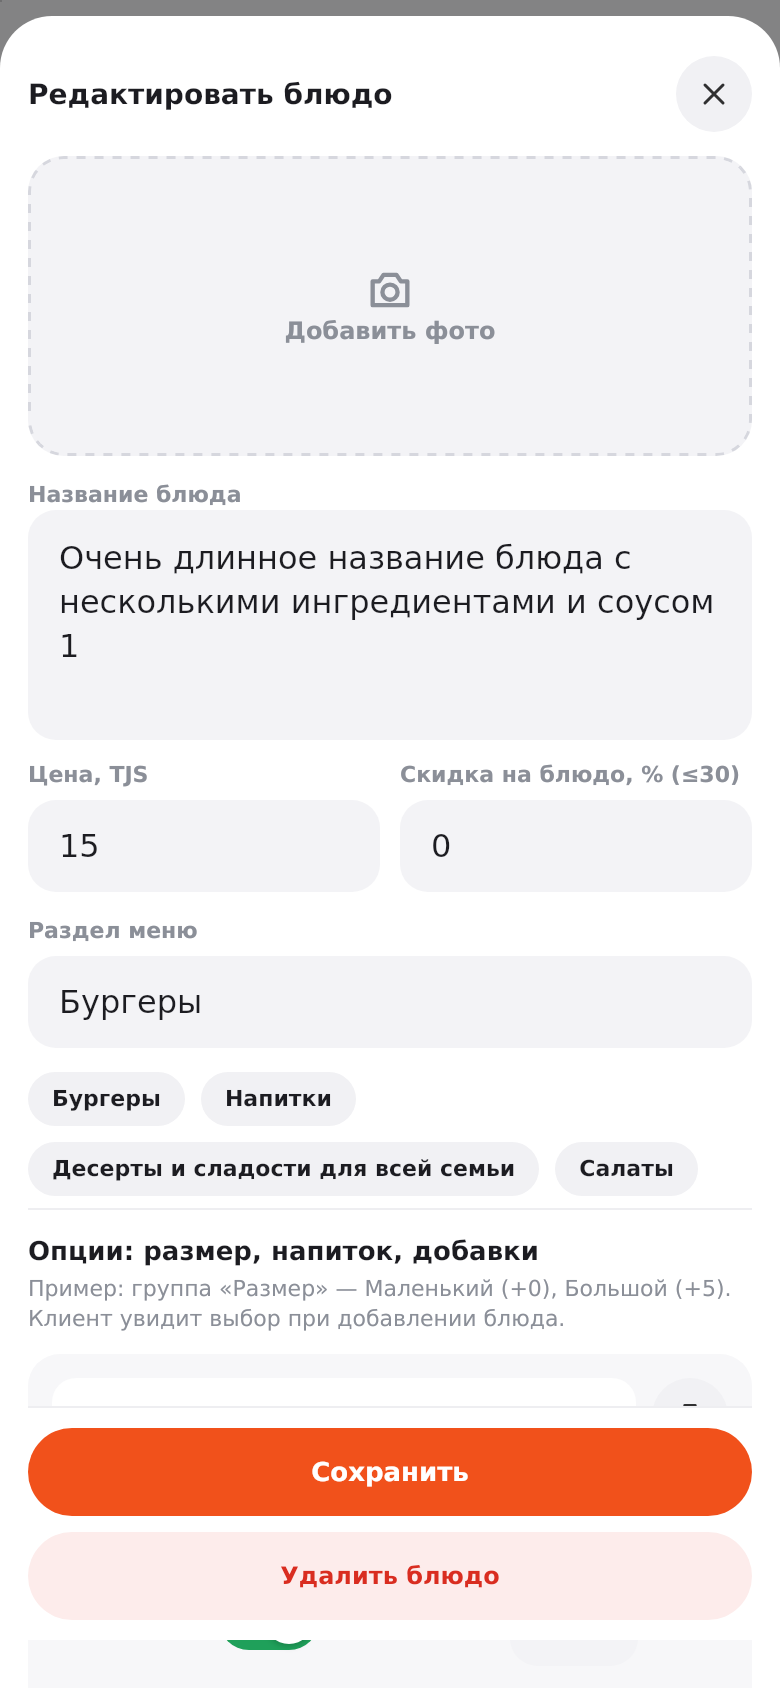 Редактировать блюдо
Добавить фото
Название блюда
Очень длинное название блюда с
несколькими ингредиентами и соусом
1
Цена, TJS
Скидка на блюдо, % (≤30)
15
0
Раздел меню
Бургеры
Бургеры
Напитки
Десерты и сладости для всей семьи
Салаты
Опции: размер, напиток, добавки
Пример: группа «Размер» — Маленький (+0), Большой (+5).
Клиент увидит выбор при добавлении блюда.
Сохранить
Удалить блюдо